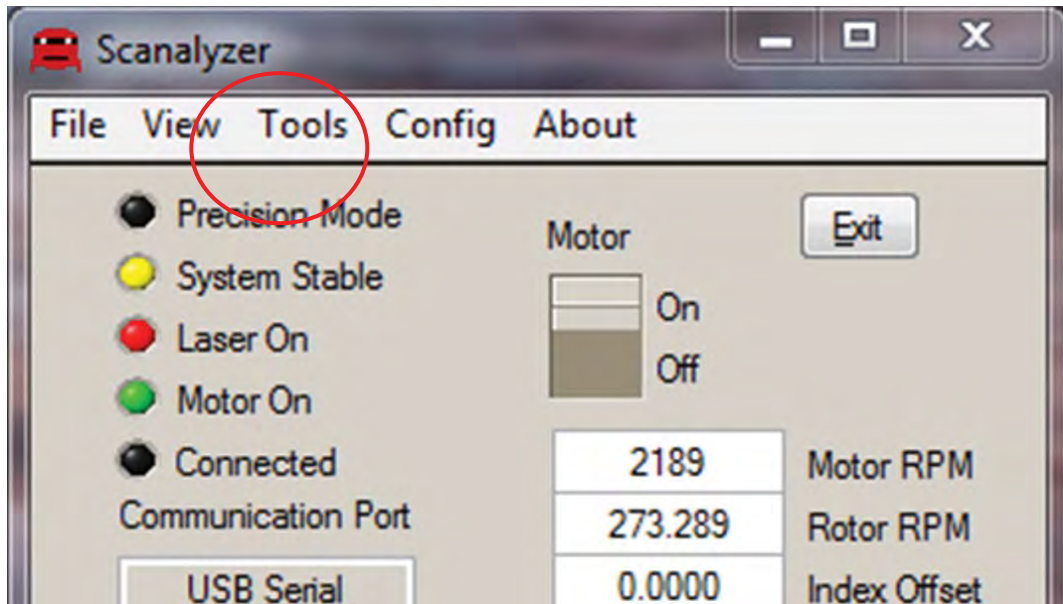 Scanalyzer
File View Tools Config About
Precision Mode
System Stable
Laser On
Motor On
Connected
Communication Port
USB Serial
Motor
On
Off
Exit
2189 Motor RPM
273.289 Rotor RPM
0.0000 Index Offset